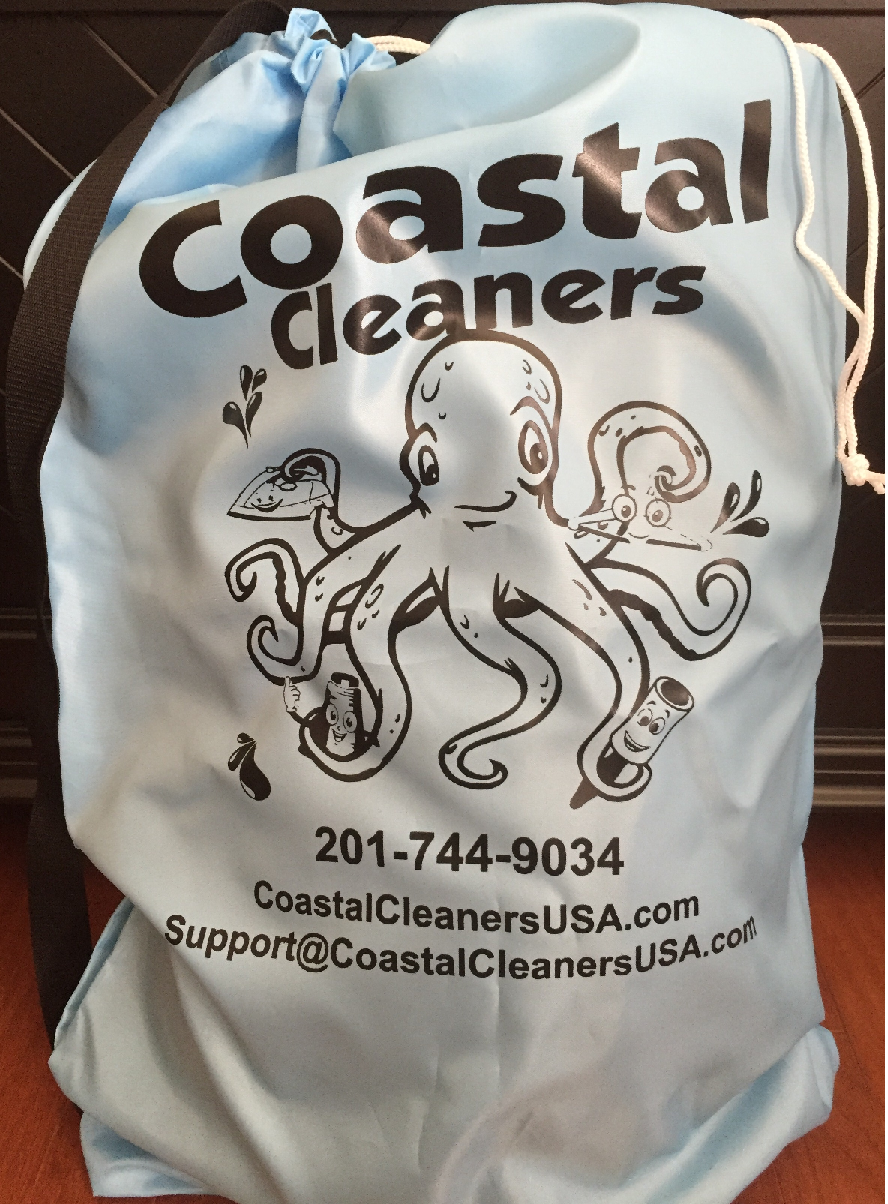 Coastal
Cleaners
201-744-9034
CoastalCleanersUSA.com
Support@CoastalCleanersUSA.com